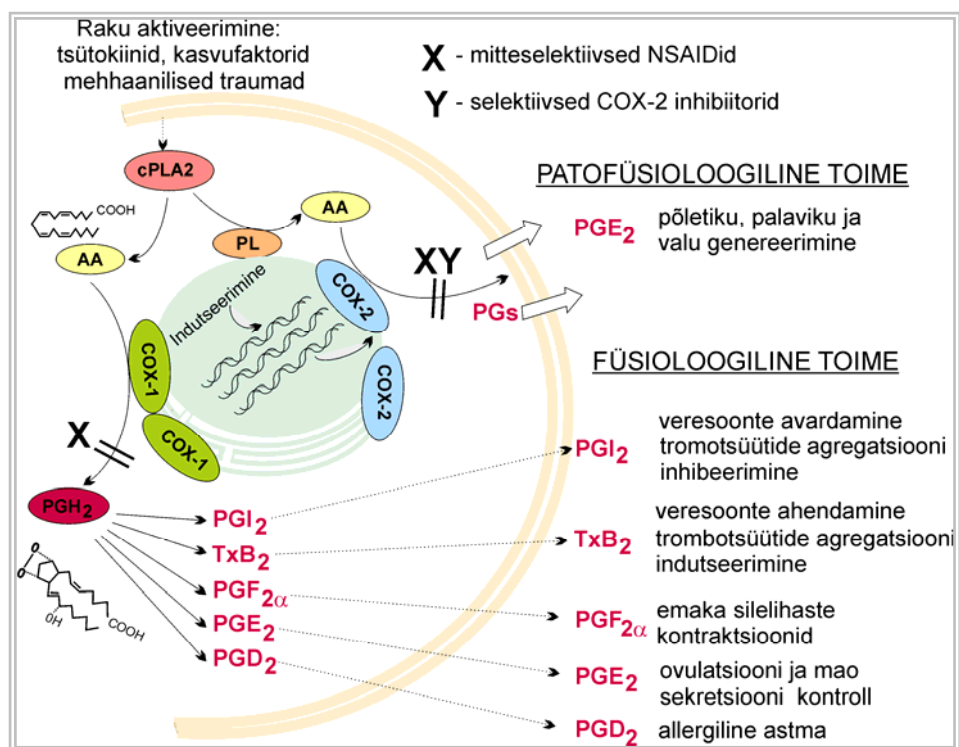 Raku aktiveerimine:
tsütokiinid, kasvufaktorid
mehhaanilised traumad
X - mitteselektiivsed NSAIDid
Y - selektiivsed COX-2 inhibiitorid
cPLA2
COOH
AA
PL
AA
Indutseerimine
COX-2
COX-2
COX-1
COX-1
XY
X
PGs
PATOFÜSIOLOOGILINE TOIME
PGE2
põletiku, palaviku ja
valu genereerimine
FÜSIOLOOGILINE TOIME
PGI2
veresoonte avardamine
tromotsüütide agregatsiooni
inhibeerimine
TxB2
veresoonte ahendamine
trombotsüütide agregatsiooni
indutseerimine
PGF2α
emaka silelihaste
kontraktsioonid
PGE2
ovulatsiooni ja mao
sekretsiooni kontroll
PGD2
allergiline astma
PGH2
PGI2
TxB2
PGF2α
PGE2
PGD2
O
O
OH
COOH